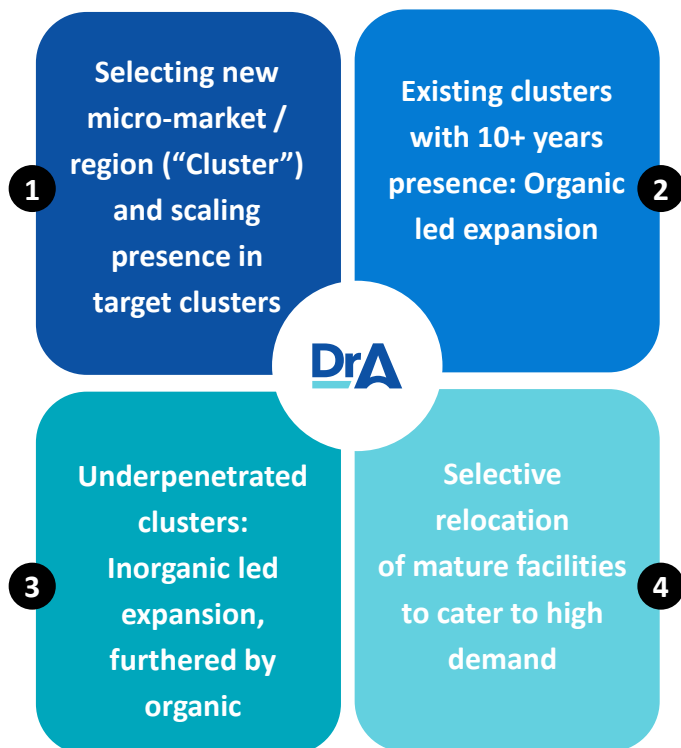 Selecting new
micro-market /
region (“Cluster”)
and scaling
presence in
target clusters
1
Existing clusters
with 10+ years
presence: Organic
led expansion
2
DrA
Underpenetrated
clusters:
Inorganic led
expansion,
furthered by
organic
3
Selective
relocation
of mature facilities
to cater to high
demand
4